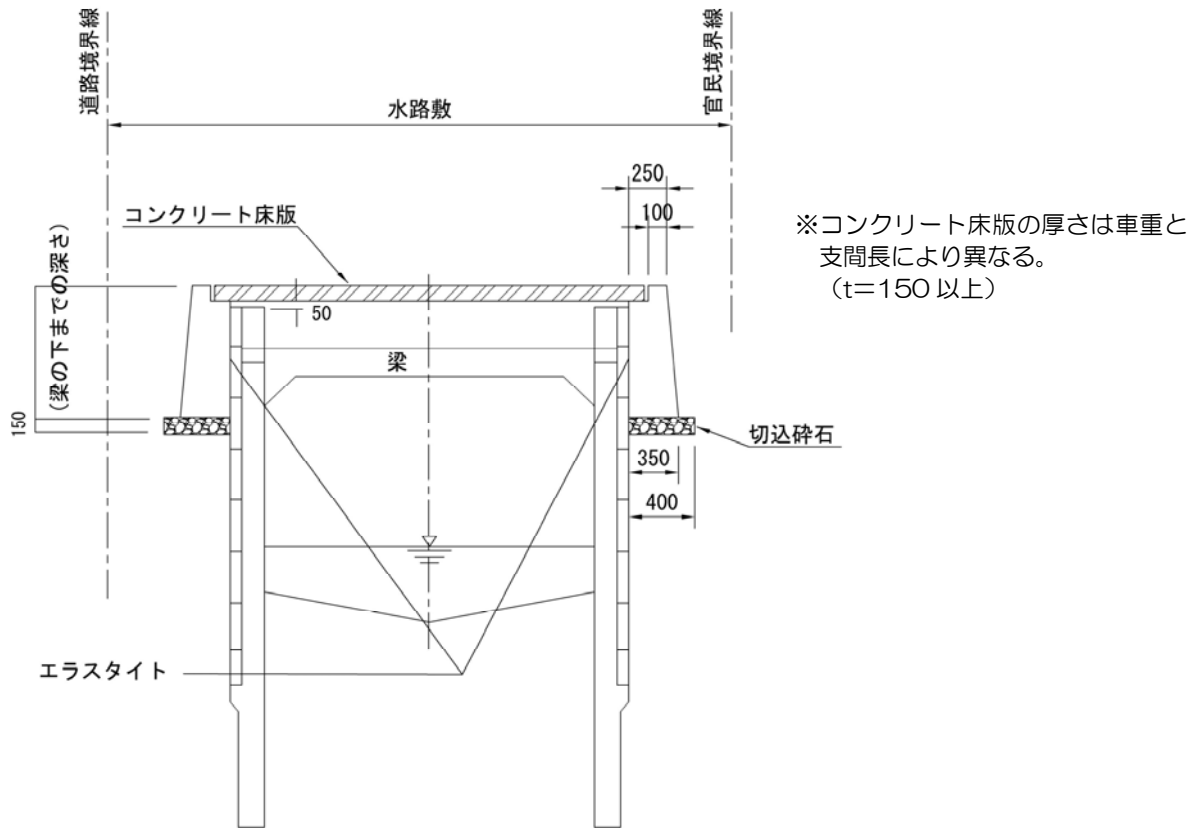 道路境界線
官民境界線
水路敷
250
コンクリート床版
100
※コンクリート床版の厚さは車重と
支間長により異なる。
（t＝150 以上）
(梁の下までの深さ)
50
梁
150
切込砕石
350
400
エラスタイト